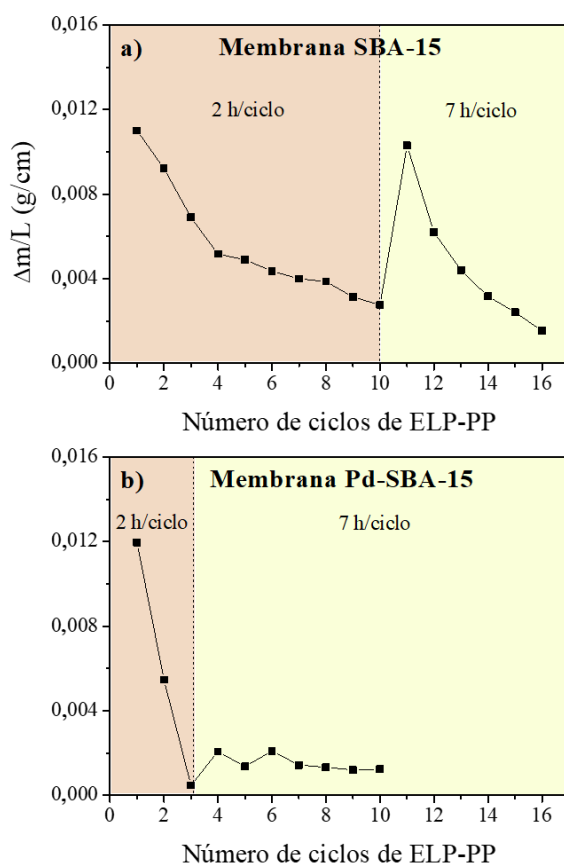 a) Membrana SBA-15
2 h/ciclo 7 h/ciclo
0,016
0,012
0,008
0,004
0,000
Δm/L (g/cm)
0 2 4 6 8 10 12 14 16
Número de ciclos de ELP-PP
b) Membrana Pd-SBA-15
2 h/ciclo 7 h/ciclo
0,016
0,012
0,008
0,004
0,000
0 2 4 6 8 10 12 14 16
Número de ciclos de ELP-PP